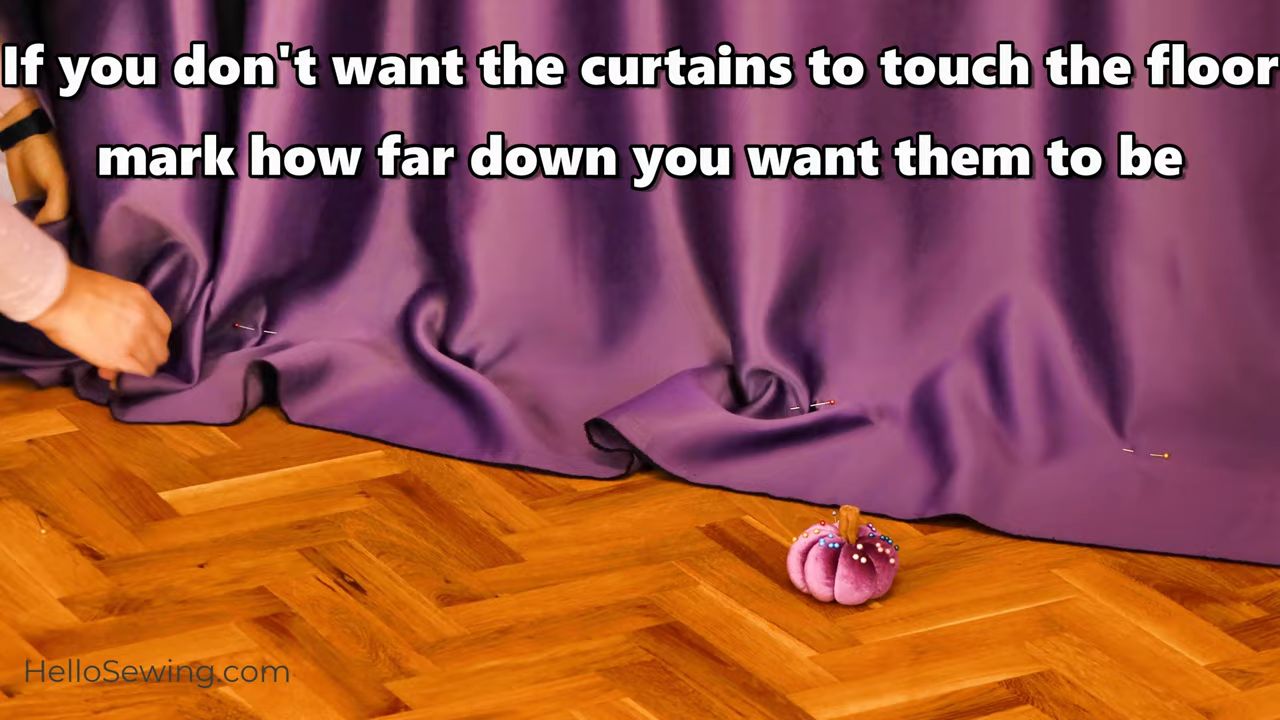 If you don't want the curtains to touch the floor
mark how far down you want them to be
HelloSewing.com